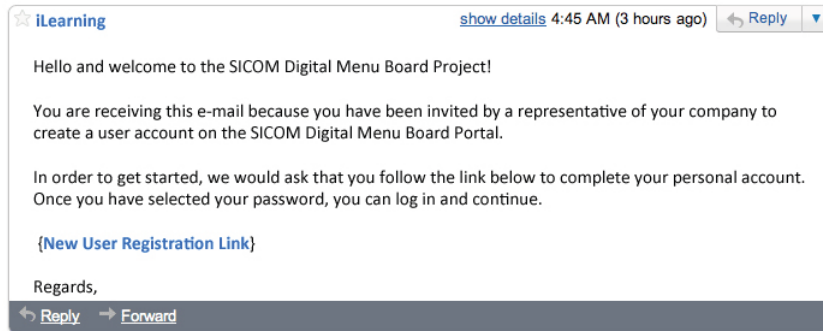 iLearning show details 4:45 AM (3 hours ago) Reply
Hello and welcome to the SICOM Digital Menu Board Project!
You are receiving this e-mail because you have been invited by a representative of your company to
create a user account on the SICOM Digital Menu Board Portal.
In order to get started, we would ask that you follow the link below to complete your personal account.
Once you have selected your password, you can log in and continue.
{New User Registration Link}
Regards,
Reply Forward